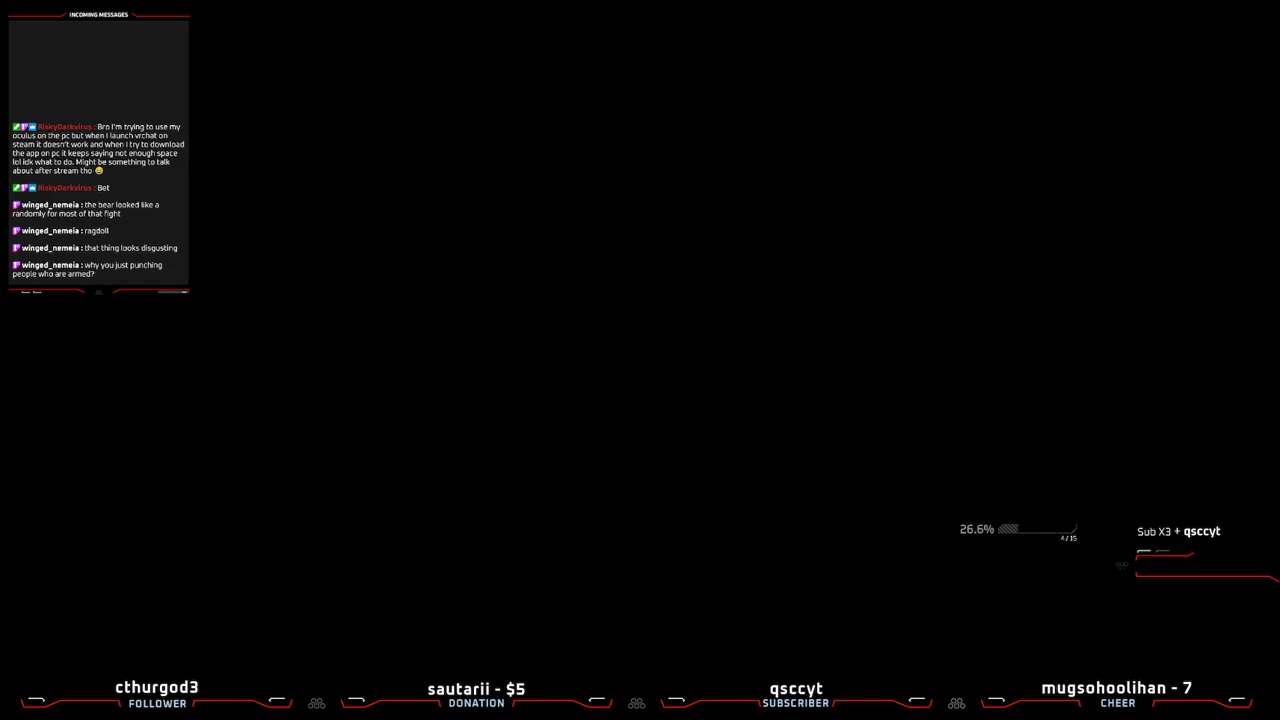 INCOMING MESSAGES
RiskyDarkvirus : Bro I'm trying to use my
oculus on the pc but when I launch vrchat on
steam it doesn't work and when I try to download
the app on pc it keeps saying not enough space
lol idk what to do. Might be something to talk
about after stream tho
RiskyDarkvirus : Bet
winged_nemeia : the bear looked like a
randomly for most of that fight
winged_nemeia : ragdoll
winged_nemeia : that thing looks disgusting
winged_nemeia : why you just punching
people who are armed?
26.6%
4 / 15
Sub X3 + qsccyt
cthurgod3
FOLLOWER
sautarii - $5
DONATION
qsccyt
SUBSCRIBER
mugsohoolihan - 7
CHEER